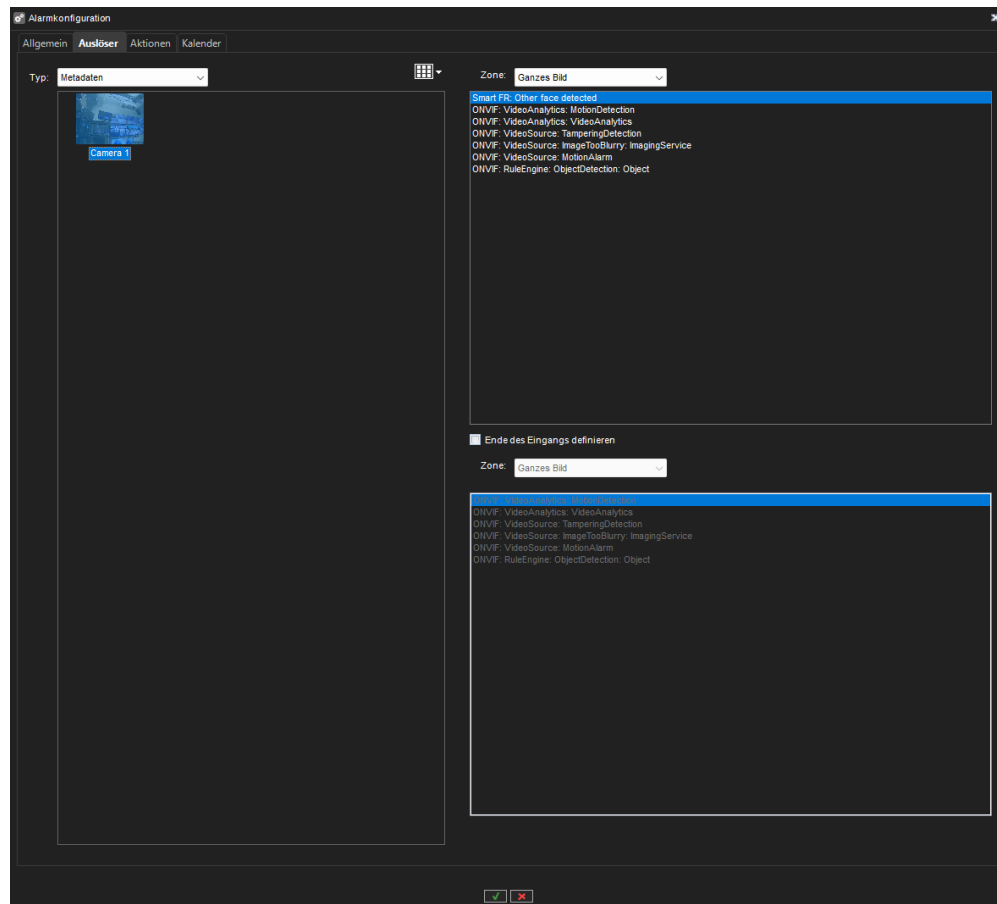 Alarmkonfiguration
Allgemein Auslöser Aktionen Kalender
Typ: Metadaten
Camera 1
Zone: Ganzes Bild
Smart FR: Other face detected
ONVIF: VideoAnalytics: MotionDetection
ONVIF: VideoAnalytics: VideoAnalytics
ONVIF: VideoSource: TamperingDetection
ONVIF: VideoSource: ImageTooBlurry: ImagingService
ONVIF: VideoSource: MotionAlarm
ONVIF: RuleEngine: ObjectDetection: Object
Ende des Eingangs definieren
Zone: Ganzes Bild
ONVIF: VideoAnalytics: MotionDetection
ONVIF: VideoAnalytics: VideoAnalytics
ONVIF: VideoSource: TamperingDetection
ONVIF: VideoSource: ImageTooBlurry: ImagingService
ONVIF: VideoSource: MotionAlarm
ONVIF: RuleEngine: ObjectDetection: Object